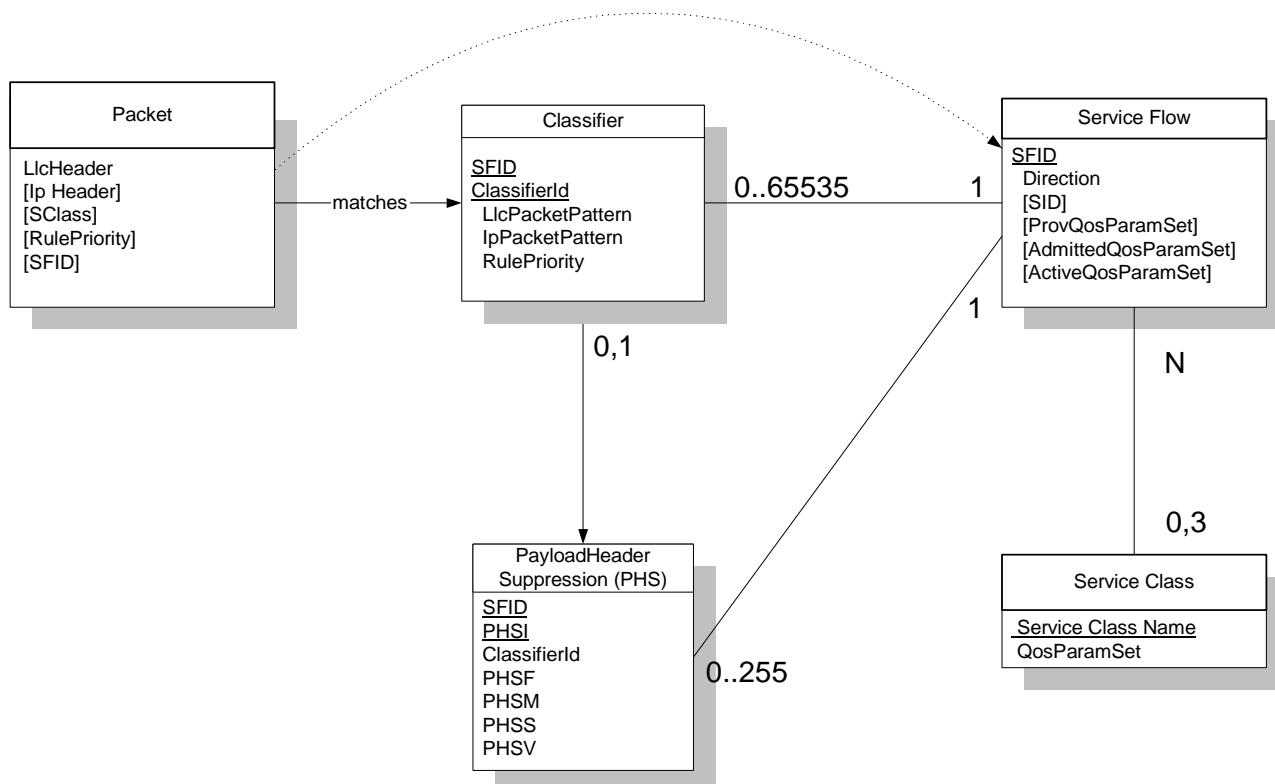 Packet
LlcHeader
[Ip Header]
[SClass]
[RulePriority]
[SFID]
matches
Classifier
SFID
ClassifierId
LlcPacketPattern
IpPacketPattern
RulePriority
0..65535
1
Service Flow
SFID
Direction
[SID]
[ProvQosParamSet]
[AdmittedQosParamSet]
[ActiveQosParamSet]
0,1
1
N
0,3
PayloadHeader
Suppression (PHS)
SFID
PHSI
ClassifierId
PHSF
PHSM
PHSS
PHSV
0..255
Service Class
Service Class Name
QosParamSet